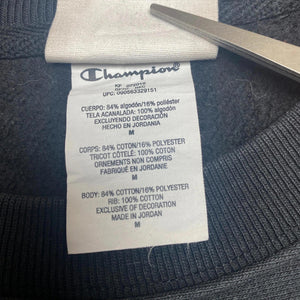 Champion
UPC: 090563329151
CUERPO: 84% algodón/16% poliéster
TELA ACANALADA: 100% algodón
EXCLUYENDO DECORACIÓN
HECHO EN JORDANIA
M
CORPS: 84% COTON/16% POLYESTER
TRICOT CÔTELÉ: 100% COTON
ORNEMENTS NON COMPRIS
FABRIQUÉ EN JORDANIE
M
BODY: 84% COTTON/16% POLYESTER
RIB: 100% COTTON
EXCLUSIVE OF DECORATION
MADE IN JORDAN
M